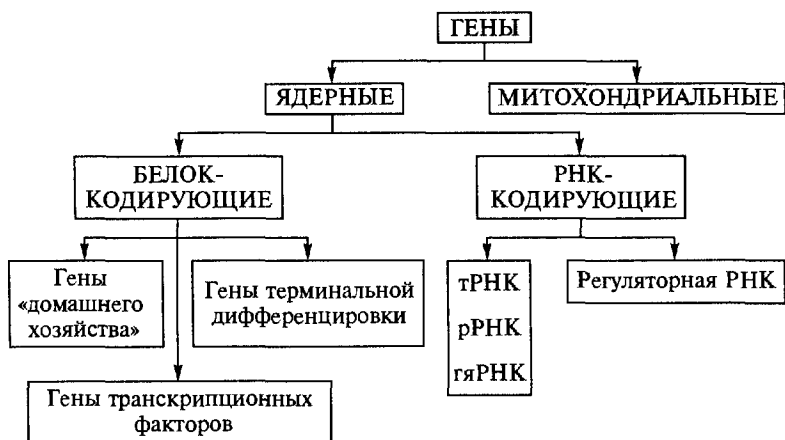 ГЕНЫ
ЯДЕРНЫЕ
МИТОХОНДРИАЛЬНЫЕ
БЕЛОК-
КОДИРУЮЩИЕ
РНК-
КОДИРУЮЩИЕ
Гены
«домашнего
хозяйства»
Гены терминальной
дифференцировки
тРНК
рРНК
гяРНК
Регуляторная РНК
Гены транскрипционных
факторов